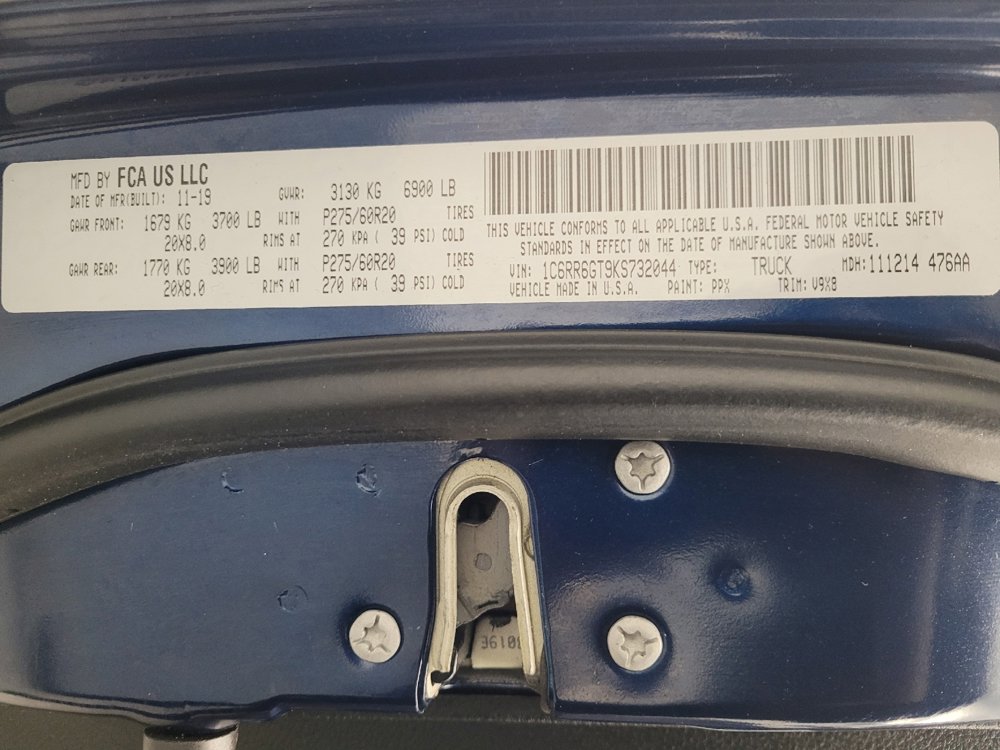 MFD BY FCA US LLC
DATE OF MFR(BUILT): 11-19 GVWR: 3130 KG 6900 LB
GAWR FRONT: 1679 KG 3700 LB WITH P275/60R20 TIRES
20X8.0 RIMS AT 270 KPA ( 39 PSI) COLD
GAWR REAR: 1770 KG 3900 LB WITH P275/60R20 TIRES
20X8.0 RIMS AT 270 KPA ( 39 PSI) COLD
THIS VEHICLE CONFORMS TO ALL APPLICABLE U.S.A. FEDERAL MOTOR VEHICLE SAFETY
STANDARDS IN EFFECT ON THE DATE OF MANUFACTURE SHOWN ABOVE.
VIN: 1C6RR6GT9KS732044 TYPE: TRUCK MDH: 111214 476AA
VEHICLE MADE IN U.S.A. PAINT: PPX TRIM: V9X8